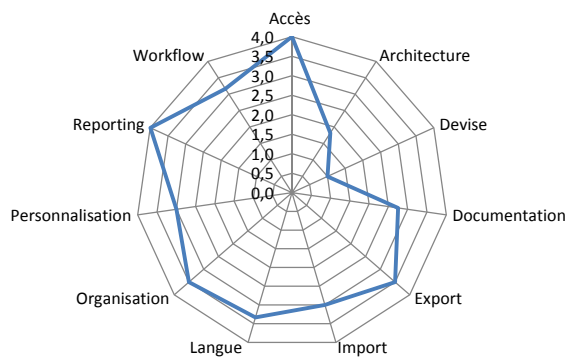 Accès
4,0
Workflow
3,5
Architecture
3,0
2,5
Reporting
2,0
Devise
1,5
1,0
0,5
0,0
Personnalisation
Documentation
Organisation
Export
Langue
Import